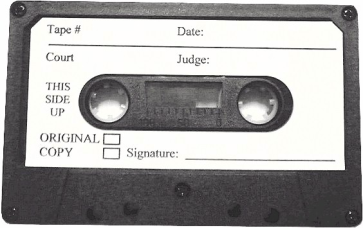 Tape # Date:
Court Judge:
THIS
SIDE
UP
ORIGINAL
COPY Signature: